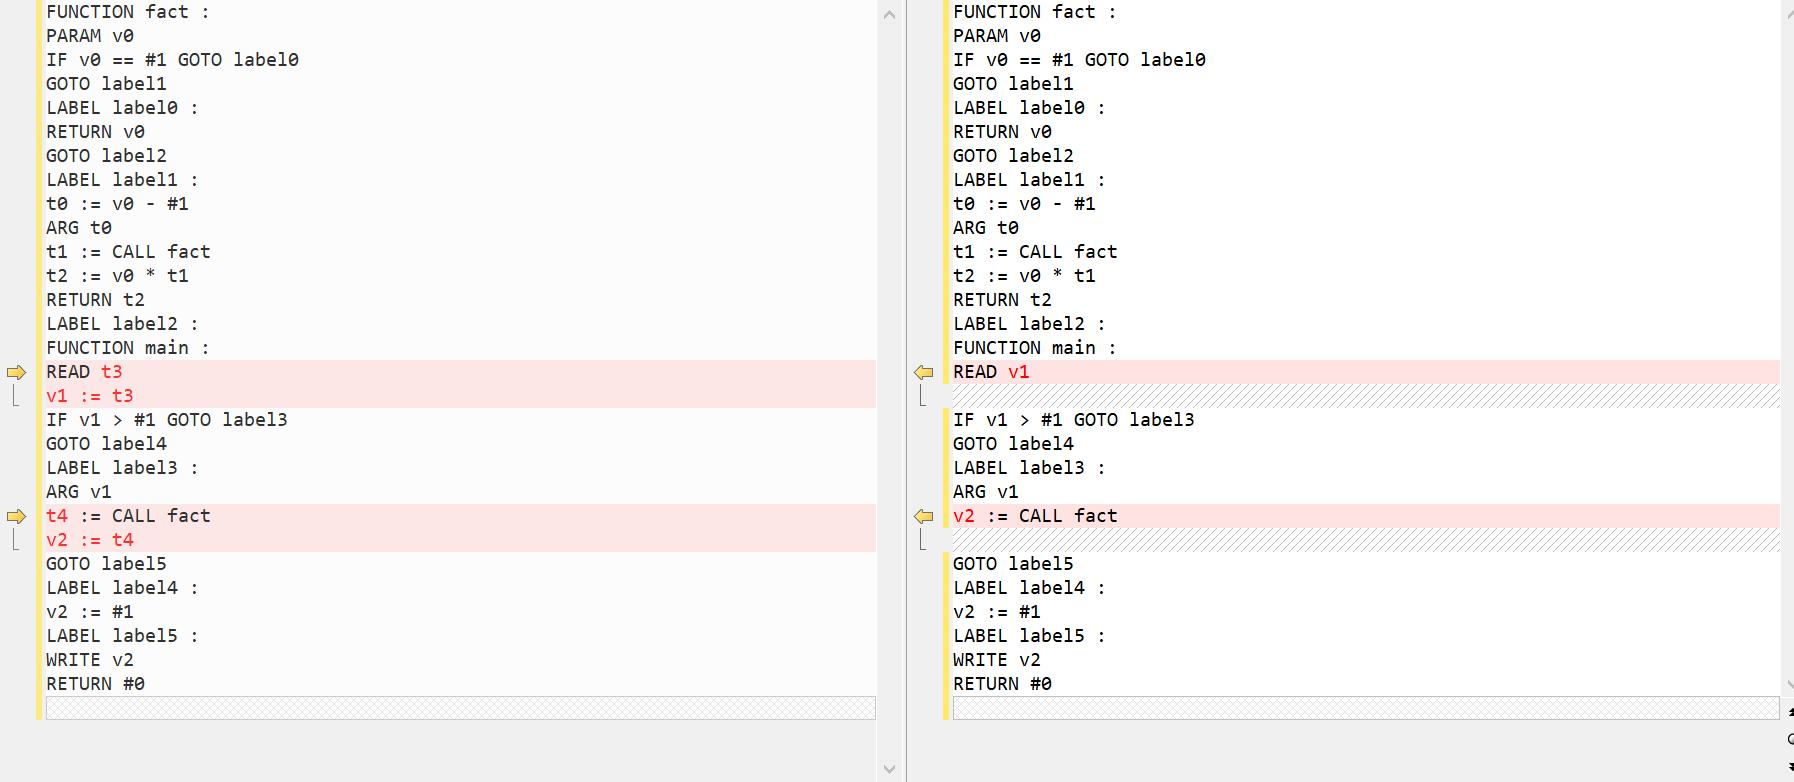 FUNCTION fact :
PARAM v0
IF v0 == #1 GOTO label0
GOTO label1
LABEL label0 :
RETURN v0
GOTO label2
LABEL label1 :
t0 := v0 - #1
ARG t0
t1 := CALL fact
t2 := v0 * t1
RETURN t2
LABEL label2 :
FUNCTION main :
READ t3
v1 := t3
IF v1 > #1 GOTO label3
GOTO label4
LABEL label3 :
ARG v1
t4 := CALL fact
v2 := t4
GOTO label5
LABEL label4 :
v2 := #1
LABEL label5 :
WRITE v2
RETURN #0
FUNCTION fact :
PARAM v0
IF v0 == #1 GOTO label0
GOTO label1
LABEL label0 :
RETURN v0
GOTO label2
LABEL label1 :
t0 := v0 - #1
ARG t0
t1 := CALL fact
t2 := v0 * t1
RETURN t2
LABEL label2 :
FUNCTION main :
READ v1
IF v1 > #1 GOTO label3
GOTO label4
LABEL label3 :
ARG v1
v2 := CALL fact
GOTO label5
LABEL label4 :
v2 := #1
LABEL label5 :
WRITE v2
RETURN #0